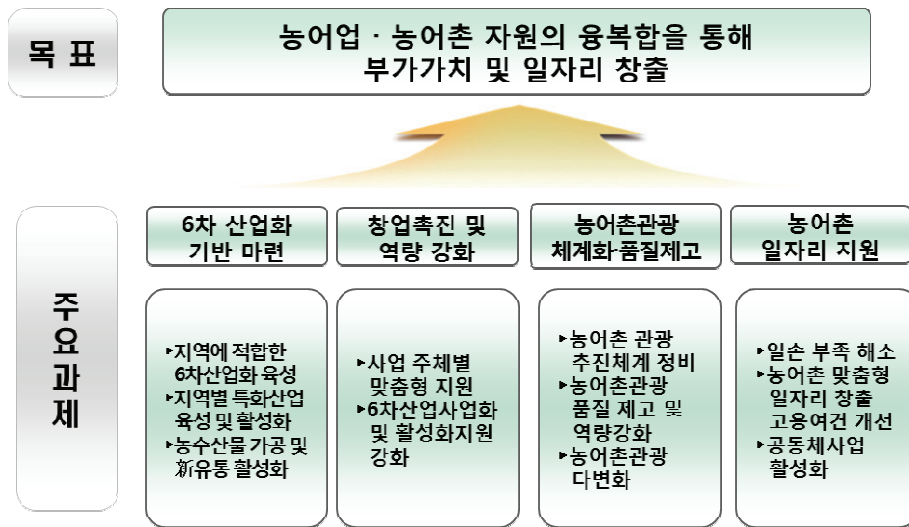 목 표
농어업 · 농어촌 자원의 융복합을 통해
부가가치 및 일자리 창출
주요과제
6차 산업화
기반 마련
▸지역에 적합한
6차산업화 육성
▸지역별 특화산업
육성 및 활성화
▸농수산물 가공 및
新유통 활성화
창업촉진 및
역량 강화
▸사업 주체별
맞춤형 지원
▸6차산업사업화
및 활성화지원
강화
농어촌관광
체계화·품질제고
▸농어촌 관광
추진체계 정비
▸농어촌관광
품질 제고 및
역량강화
▸농어촌관광
다변화
농어촌
일자리 지원
▸일손 부족 해소
▸농어촌 맞춤형
일자리 창출
고용여건 개선
▸공동체사업
활성화